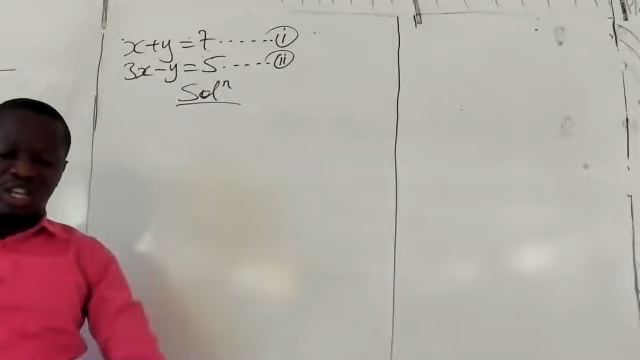 x+y=7.......(i)
3x-y=5.....(ii)
Solⁿ